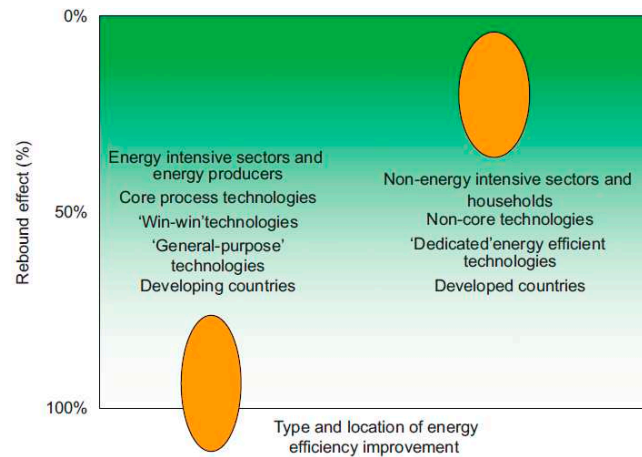 0%
50%
100%
Rebound effect (%)
Energy intensive sectors and
energy producers
Core process technologies
‘Win-win’technologies
‘General-purpose’
technologies
Developing countries
Non-energy intensive sectors and
households
Non-core technologies
‘Dedicated’energy efficient
technologies
Developed countries
Type and location of energy
efficiency improvement